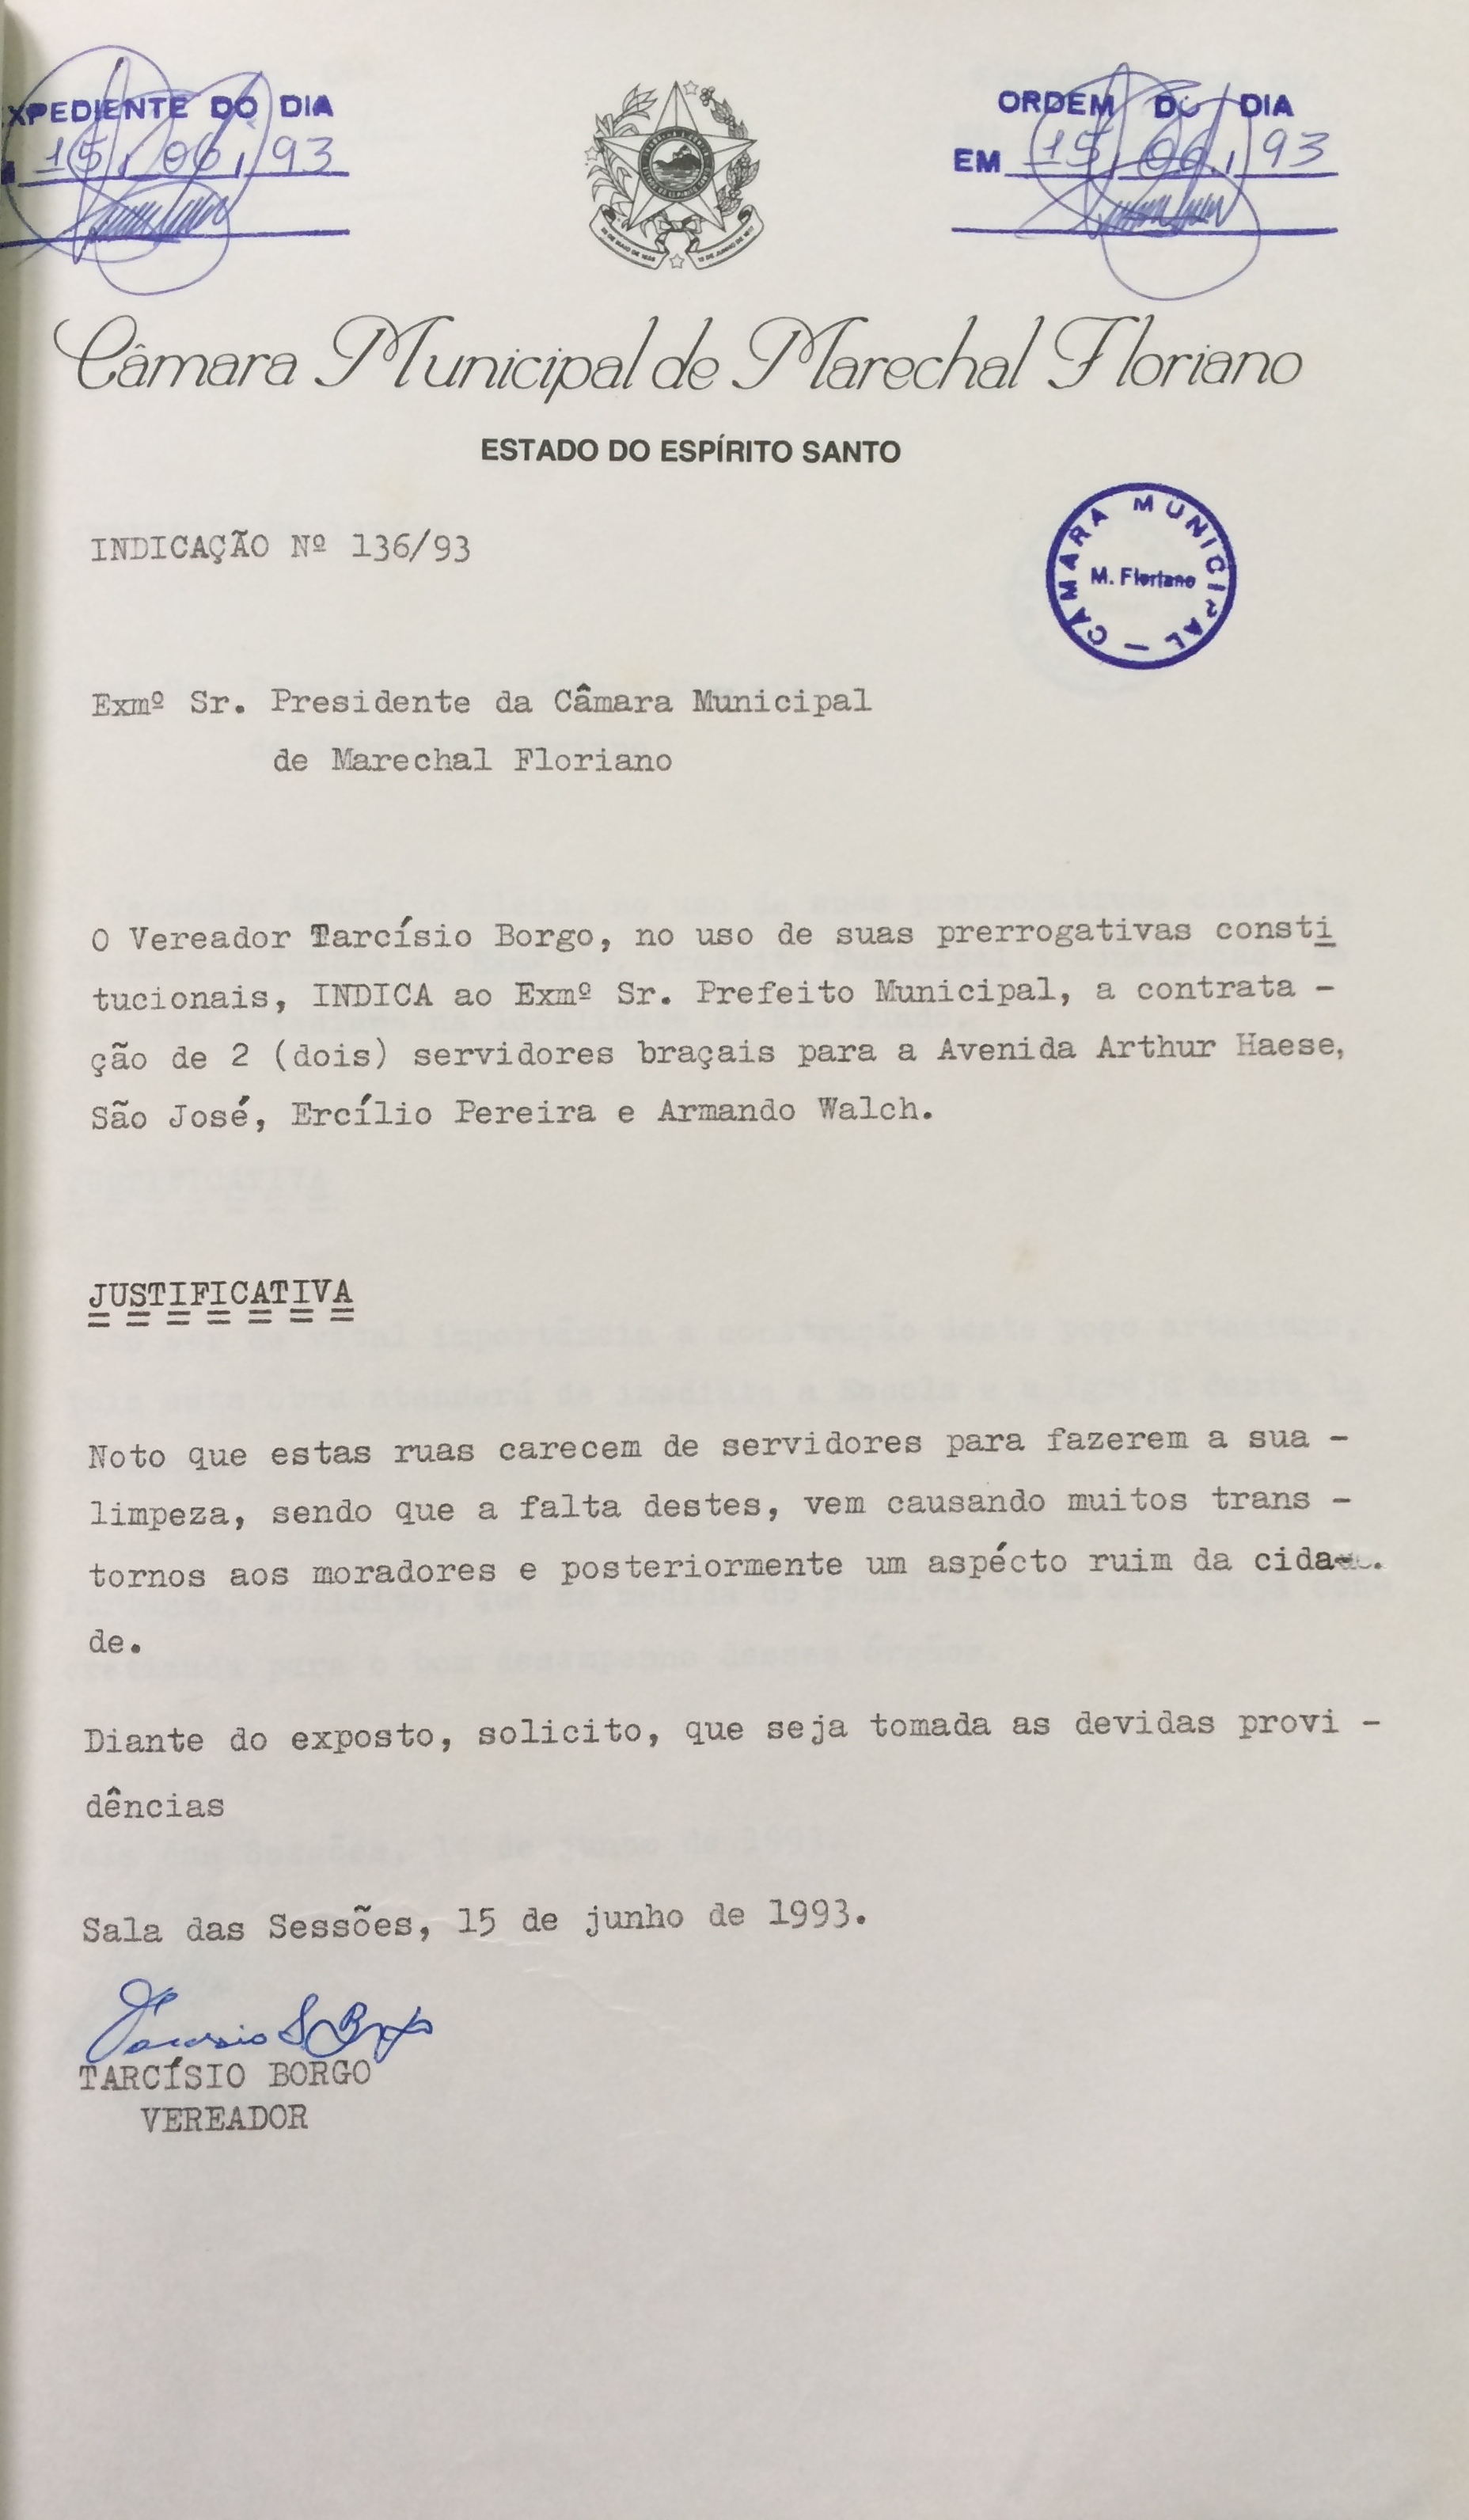 EXPEDIENTE DO DIA
15/06/93
ORDEM DO DIA
EM 15/06/93
Câmara Municipal de Marechal Floriano
ESTADO DO ESPÍRITO SANTO
CÂMARA MUNICIPAL —
M. Floriano
INDICAÇÃO Nº 136/93
Exmº Sr. Presidente da Câmara Municipal
de Marechal Floriano
O Vereador Tarcísio Borgo, no uso de suas prerrogativas consti
tucionais, INDICA ao Exmº Sr. Prefeito Municipal, a contrata -
ção de 2 (dois) servidores braçais para a Avenida Arthur Haese,
São José, Ercílio Pereira e Armando Walch.
JUSTIFICATIVA
Noto que estas ruas carecem de servidores para fazerem a sua -
limpeza, sendo que a falta destes, vem causando muitos trans -
tornos aos moradores e posteriormente um aspécto ruim da cida-
de.
Diante do exposto, solicito, que seja tomada as devidas provi -
dências
Sala das Sessões, 15 de junho de 1993.
Tarcisio S Borgo
TARCÍSIO BORGO
VEREADOR